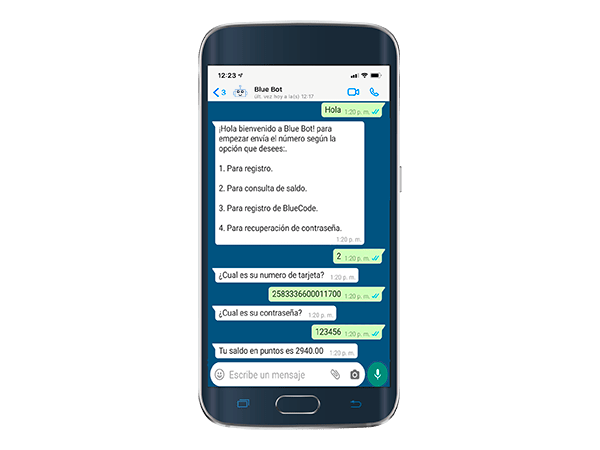 12:23
3
Blue Bot
últ. vez hoy a la(s) 12:17
Hola 1:20 p. m.
¡Hola bienvenido a Blue Bot! para
empezar envía el número según la
opción que desees:.
1. Para registro.
2. Para consulta de saldo.
3. Para registro de BlueCode.
4. Para recuperación de contraseña.
1:20 p. m.
2 1:20 p. m.
¿Cual es su numero de tarjeta? 1:20 p. m.
2583336600011700 1:20 p. m.
¿Cual es su contraseña? 1:20 p. m.
123456 1:20 p. m.
Tu saldo en puntos es 2940.00 1:20 p. m.
Escribe un mensaje